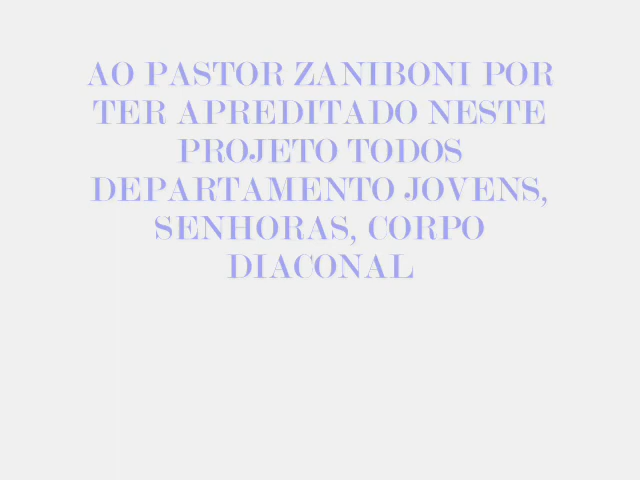 AO PASTOR ZANIBONI POR
TER APREDITADO NESTE
PROJETO TODOS
DEPARTAMENTO JOVENS,
SENHORAS, CORPO
DIACONAL